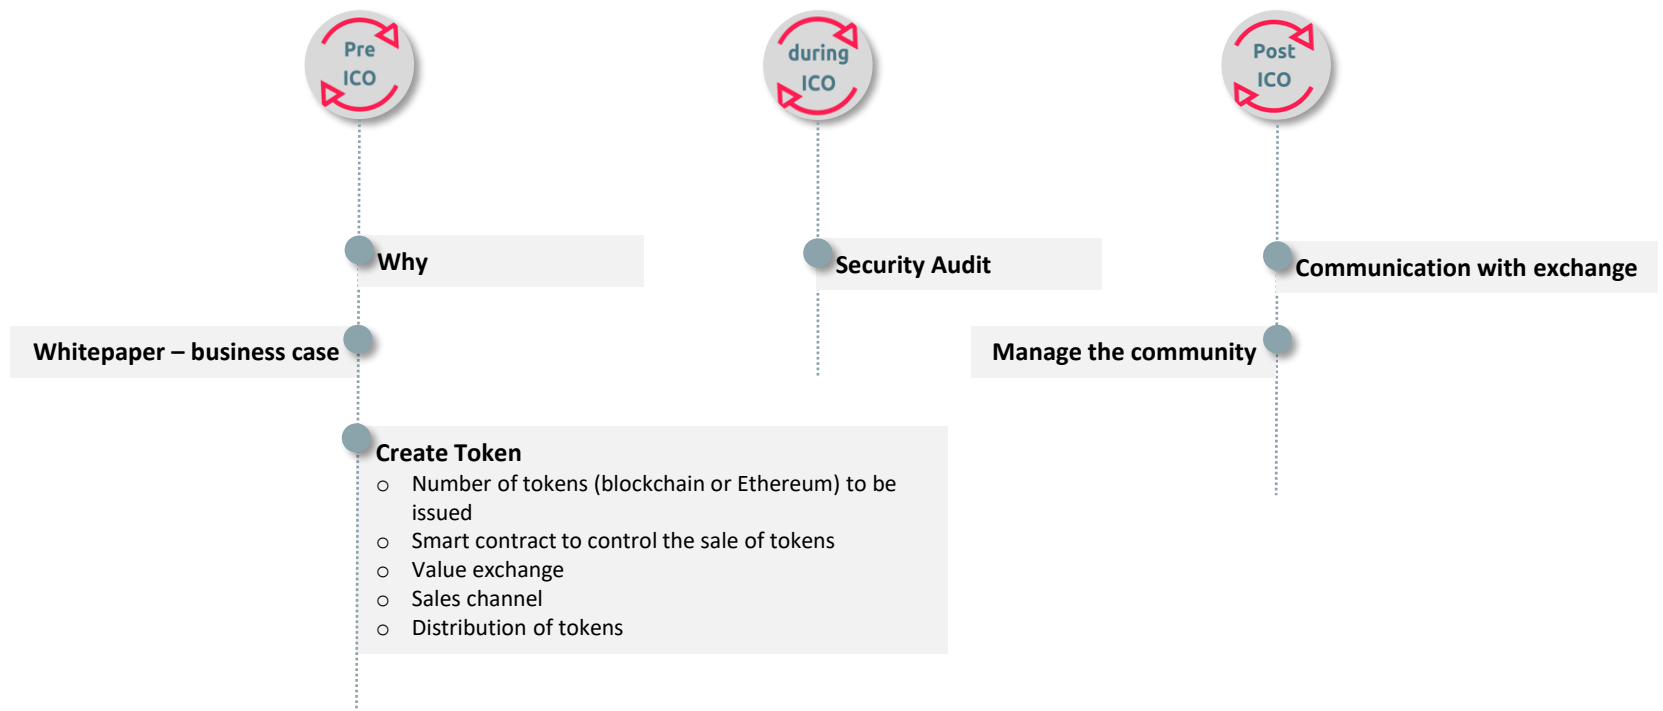 Pre
ICO
during
ICO
Post
ICO
Why
Security Audit
Communication with exchange
Whitepaper – business case
Manage the community
Create Token
o Number of tokens (blockchain or Ethereum) to be
issued
o Smart contract to control the sale of tokens
o Value exchange
o Sales channel
o Distribution of tokens